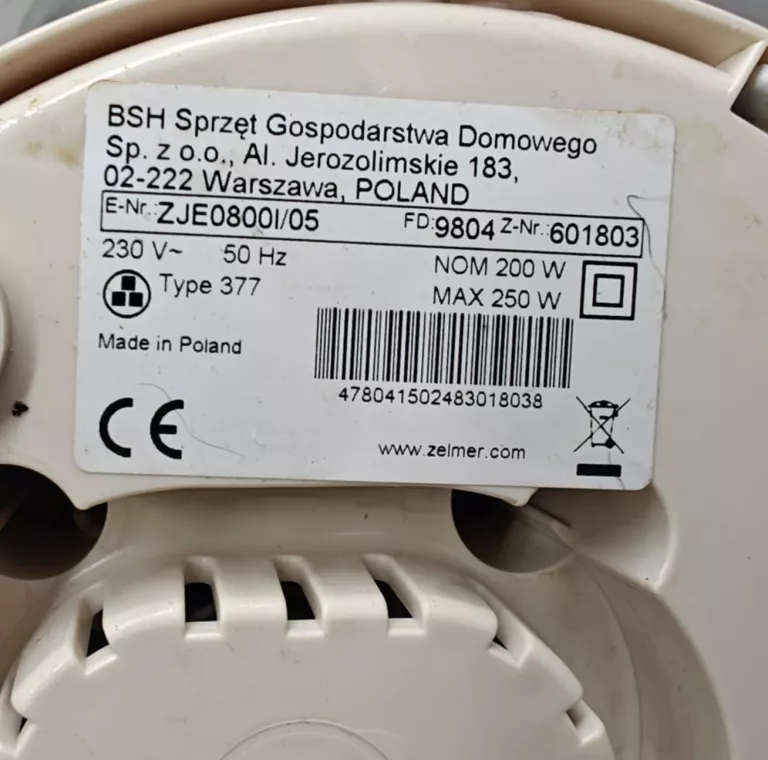 BSH Sprzęt Gospodarstwa Domowego
Sp. z o.o., Al. Jerozolimskie 183,
02-222 Warszawa, POLAND
E-Nr.:ZJE0800I/05 FD:9804 Z-Nr.:601803
230 V~ 50 Hz NOM 200 W
Type 377 MAX 250 W
Made in Poland
478041502483018038
CE
www.zelmer.com